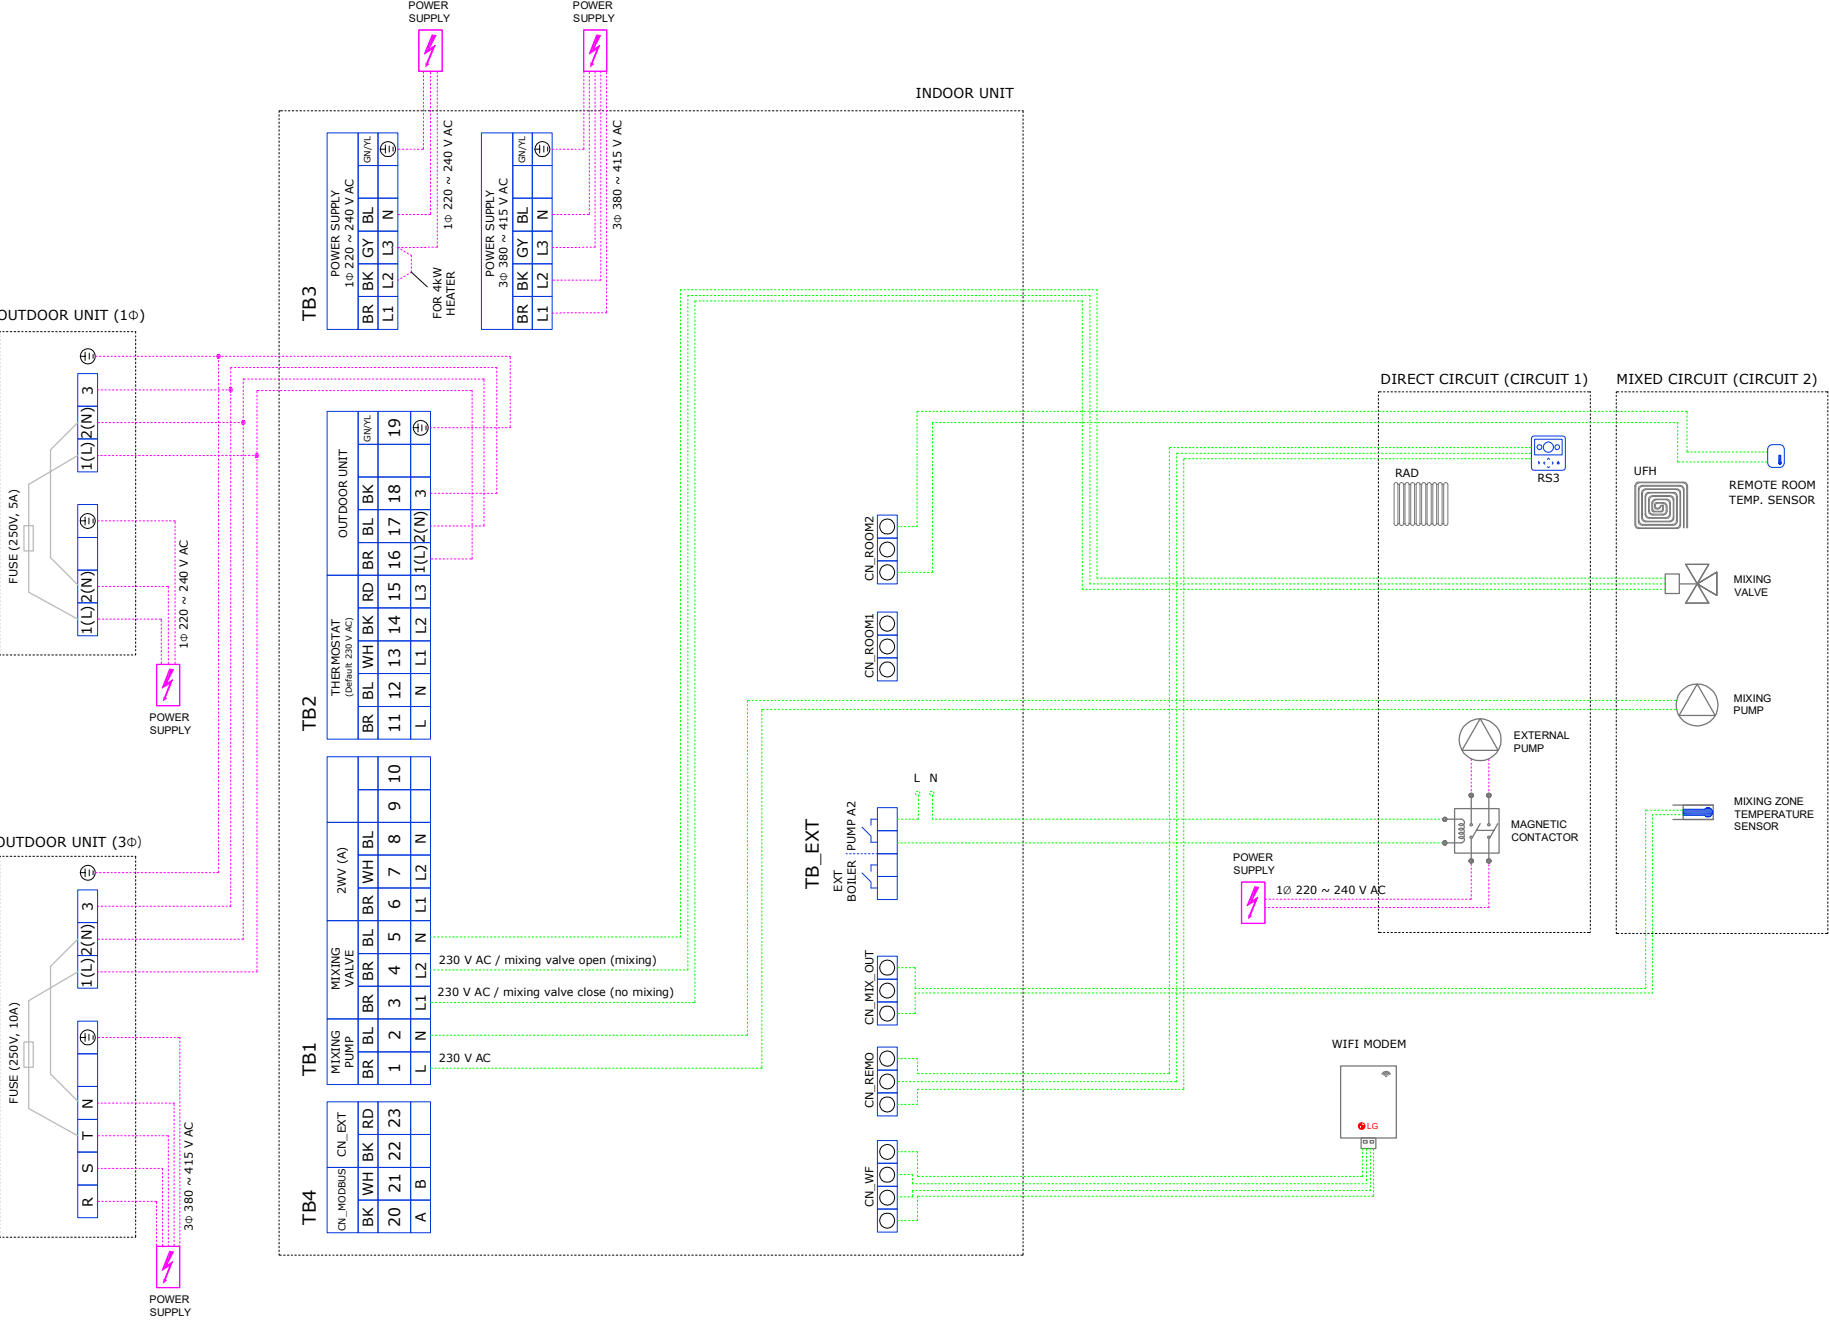 POWER
SUPPLY
POWER
SUPPLY
INDOOR UNIT
TB3
POWER SUPPLY
1Φ 220 ~ 240 V AC
BR BK GY BL GN/YL
L1 L2 L3 N
1Φ 220 ~ 240 V AC
FOR 4kW
HEATER
POWER SUPPLY
3Φ 380 ~ 415 V AC
BR BK GY BL GN/YL
L1 L2 L3 N
3Φ 380 ~ 415 V AC
OUTDOOR UNIT (1Φ)
1(L) 2(N) 3
FUSE (250V, 5A)
1(L) 2(N)
1Φ 220 ~ 240 V AC
POWER
SUPPLY
OUTDOOR UNIT (3Φ)
1(L) 2(N) 3
FUSE (250V, 10A)
R S T N
3Φ 380 ~ 415 V AC
POWER
SUPPLY
TB2
THERMOSTAT
(Default 230 V AC)
OUTDOOR UNIT
BR BL WH BK RD BR BL BK GN/YL
11 12 13 14 15 16 17 18 19
L N L1 L2 L3 1(L) 2(N) 3
TB1
MIXING
PUMP
MIXING
VALVE
2WV (A)
BR BL BR BR BL BR WH BL
1 2 3 4 5 6 7 8 9 10
L N L1 L2 N L1 L2 N
230 V AC / mixing valve open (mixing)
230 V AC / mixing valve close (no mixing)
230 V AC
TB4
CN_MODBUS CN_EXT
BK WH BK RD
20 21 22 23
A B
CN_ROOM2
CN_ROOM1
L N
TB_EXT
EXT
BOILER
PUMP A2
CN_MIX_OUT
CN_REMO
CN_WF
DIRECT CIRCUIT (CIRCUIT 1)
RAD
RS3
EXTERNAL
PUMP
MAGNETIC
CONTACTOR
POWER
SUPPLY
1Ø 220 ~ 240 V AC
MIXED CIRCUIT (CIRCUIT 2)
UFH
REMOTE ROOM
TEMP. SENSOR
MIXING
VALVE
MIXING
PUMP
MIXING ZONE
TEMPERATURE
SENSOR
WIFI MODEM
LG